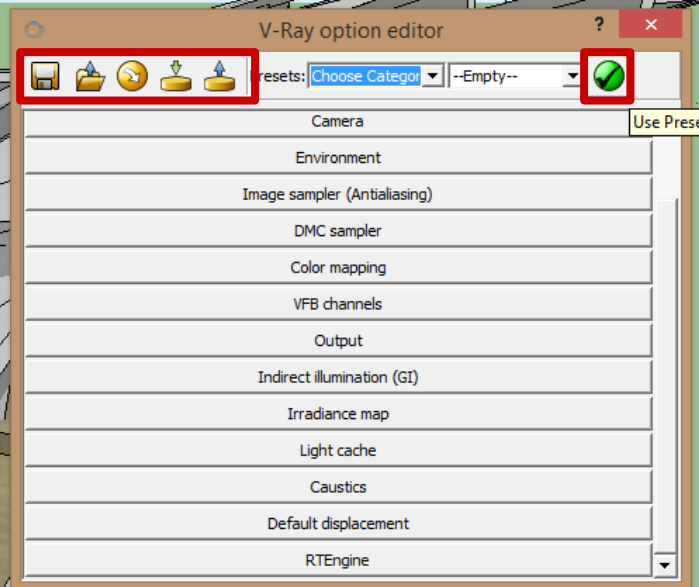 V-Ray option editor ?
Presets: Choose Categor --Empty--
Use Prese
Camera
Environment
Image sampler (Antialiasing)
DMC sampler
Color mapping
VFB channels
Output
Indirect illumination (GI)
Irradiance map
Light cache
Caustics
Default displacement
RTEngine